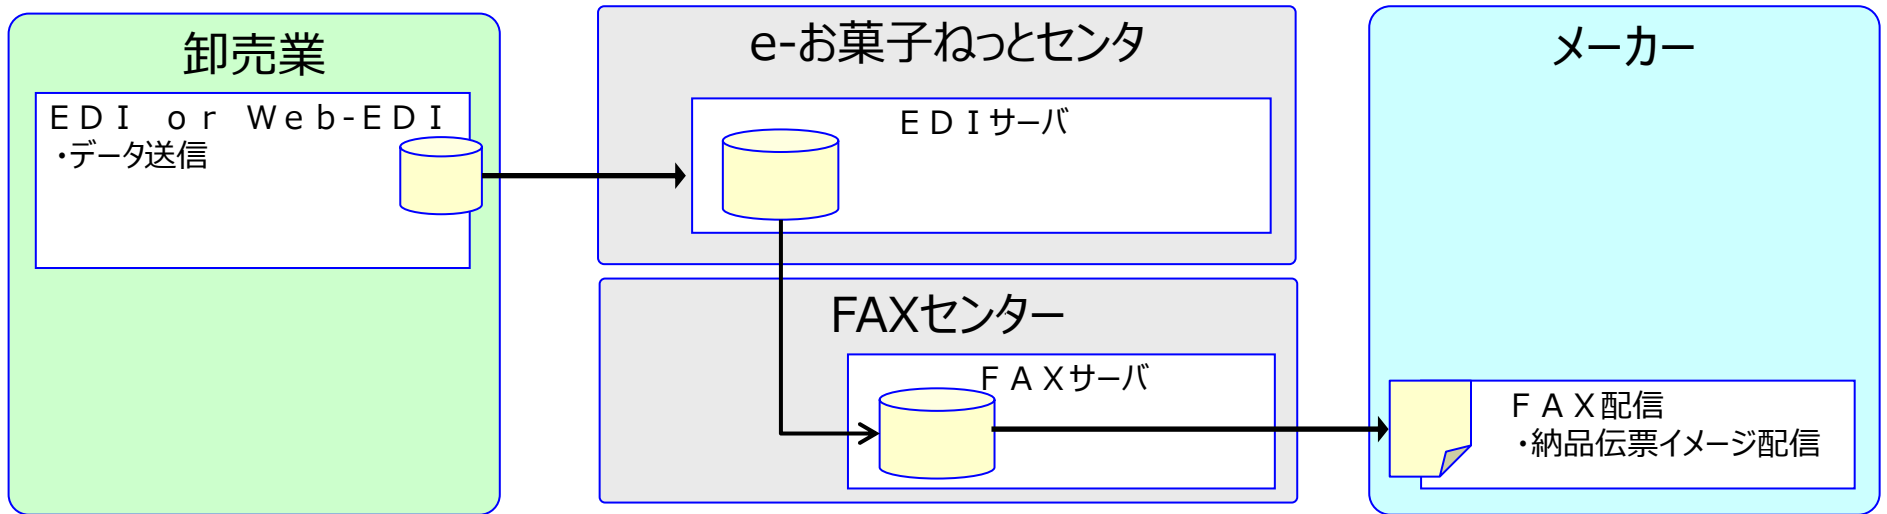 卸売業
ＥＤＩ　ｏｒ　Ｗｅｂ-ＥＤＩ
・データ送信
e-お菓子ねっとセンタ
ＥＤＩサーバ
FAXセンター
ＦＡＸサーバ
メーカー
ＦＡＸ配信
・納品伝票イメージ配信